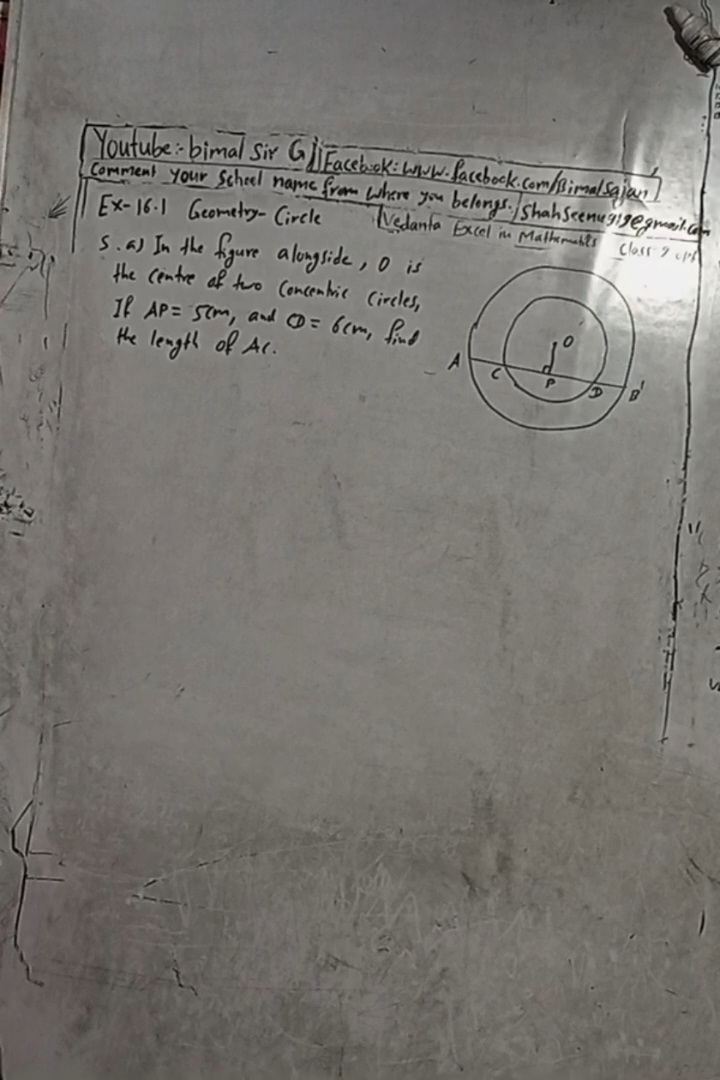 Youtube:- bimal Sir G
Facebook: www.facebook.com/BimalSajan
Comment your School name from where you belongs.
Shahseenu919@gmail.com
Ex-16.1 Geometry-Circle
Vedanta Excel in Mathematics Class 9
5.a) In the figure alongside, O is
the centre of two concentric circles,
If AP= 5cm, and CD= 6cm, find
the length of AC.
O
A C P D B